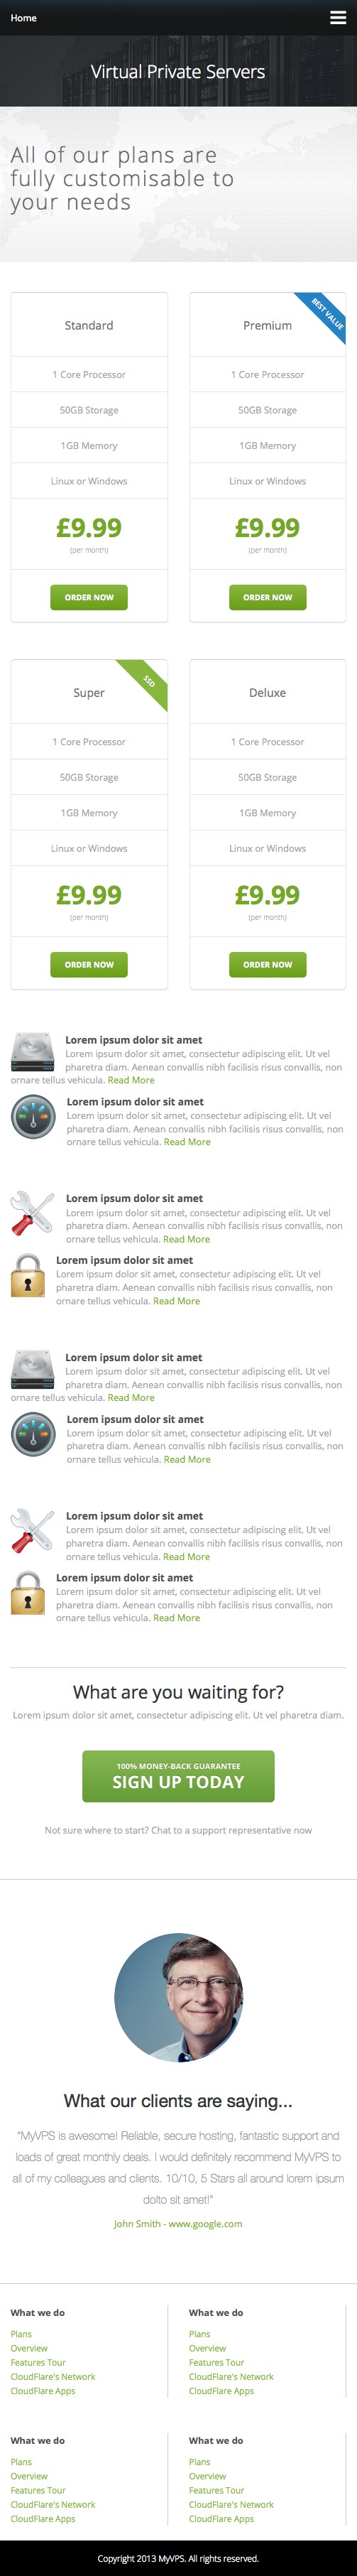 Home
Virtual Private Servers
All of our plans are
fully customisable to
your needs
Standard
1 Core Processor
50GB Storage
1GB Memory
Linux or Windows
£9.99
(per month)
ORDER NOW
Premium
BEST VALUE
1 Core Processor
50GB Storage
1GB Memory
Linux or Windows
£9.99
(per month)
ORDER NOW
Super
SSD
1 Core Processor
50GB Storage
1GB Memory
Linux or Windows
£9.99
(per month)
ORDER NOW
Deluxe
1 Core Processor
50GB Storage
1GB Memory
Linux or Windows
£9.99
(per month)
ORDER NOW
Lorem ipsum dolor sit amet
Lorem ipsum dolor sit amet, consectetur adipiscing elit. Ut vel
pharetra diam. Aenean convallis nibh facilisis risus convallis, non
ornare tellus vehicula. Read More
Lorem ipsum dolor sit amet
Lorem ipsum dolor sit amet, consectetur adipiscing elit. Ut vel
pharetra diam. Aenean convallis nibh facilisis risus convallis, non
ornare tellus vehicula. Read More
Lorem ipsum dolor sit amet
Lorem ipsum dolor sit amet, consectetur adipiscing elit. Ut vel
pharetra diam. Aenean convallis nibh facilisis risus convallis, non
ornare tellus vehicula. Read More
Lorem ipsum dolor sit amet
Lorem ipsum dolor sit amet, consectetur adipiscing elit. Ut vel
pharetra diam. Aenean convallis nibh facilisis risus convallis, non
ornare tellus vehicula. Read More
Lorem ipsum dolor sit amet
Lorem ipsum dolor sit amet, consectetur adipiscing elit. Ut vel
pharetra diam. Aenean convallis nibh facilisis risus convallis, non
ornare tellus vehicula. Read More
Lorem ipsum dolor sit amet
Lorem ipsum dolor sit amet, consectetur adipiscing elit. Ut vel
pharetra diam. Aenean convallis nibh facilisis risus convallis, non
ornare tellus vehicula. Read More
Lorem ipsum dolor sit amet
Lorem ipsum dolor sit amet, consectetur adipiscing elit. Ut vel
pharetra diam. Aenean convallis nibh facilisis risus convallis, non
ornare tellus vehicula. Read More
Lorem ipsum dolor sit amet
Lorem ipsum dolor sit amet, consectetur adipiscing elit. Ut vel
pharetra diam. Aenean convallis nibh facilisis risus convallis, non
ornare tellus vehicula. Read More
What are you waiting for?
Lorem ipsum dolor sit amet, consectetur adipiscing elit. Ut vel pharetra diam.
100% MONEY-BACK GUARANTEE
SIGN UP TODAY
Not sure where to start? Chat to a support representative now
What our clients are saying...
"MyVPS is awesome! Reliable, secure hosting, fantastic support and
loads of great monthly deals. I would definitely recommend MyVPS to
all of my colleagues and clients. 10/10, 5 Stars all around lorem ipsum
dolto sit amet!"
John Smith - www.google.com
What we do
Plans
Overview
Features Tour
CloudFlare's Network
CloudFlare Apps
What we do
Plans
Overview
Features Tour
CloudFlare's Network
CloudFlare Apps
What we do
Plans
Overview
Features Tour
CloudFlare's Network
CloudFlare Apps
What we do
Plans
Overview
Features Tour
CloudFlare's Network
CloudFlare Apps
Copyright 2013 MyVPS. All rights reserved.